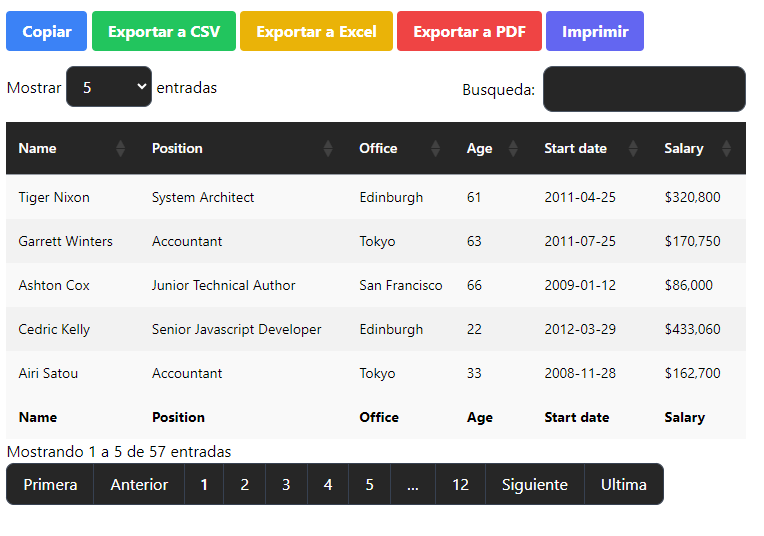 Copiar Exportar a CSV Exportar a Excel Exportar a PDF Imprimir
Mostrar 5 entradas Busqueda:
Name Position Office Age Start date Salary
Tiger Nixon System Architect Edinburgh 61 2011-04-25 $320,800
Garrett Winters Accountant Tokyo 63 2011-07-25 $170,750
Ashton Cox Junior Technical Author San Francisco 66 2009-01-12 $86,000
Cedric Kelly Senior Javascript Developer Edinburgh 22 2012-03-29 $433,060
Airi Satou Accountant Tokyo 33 2008-11-28 $162,700
Name Position Office Age Start date Salary
Mostrando 1 a 5 de 57 entradas
Primera Anterior 1 2 3 4 5 ... 12 Siguiente Ultima